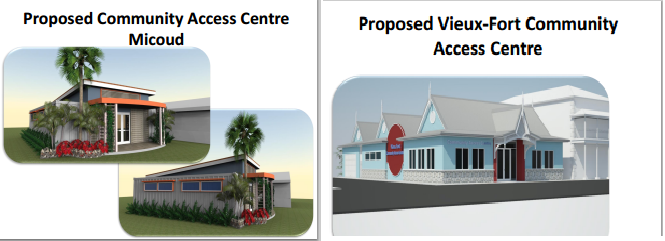 Proposed Community Access Centre
Micoud
Proposed Vieux-Fort Community
Access Centre